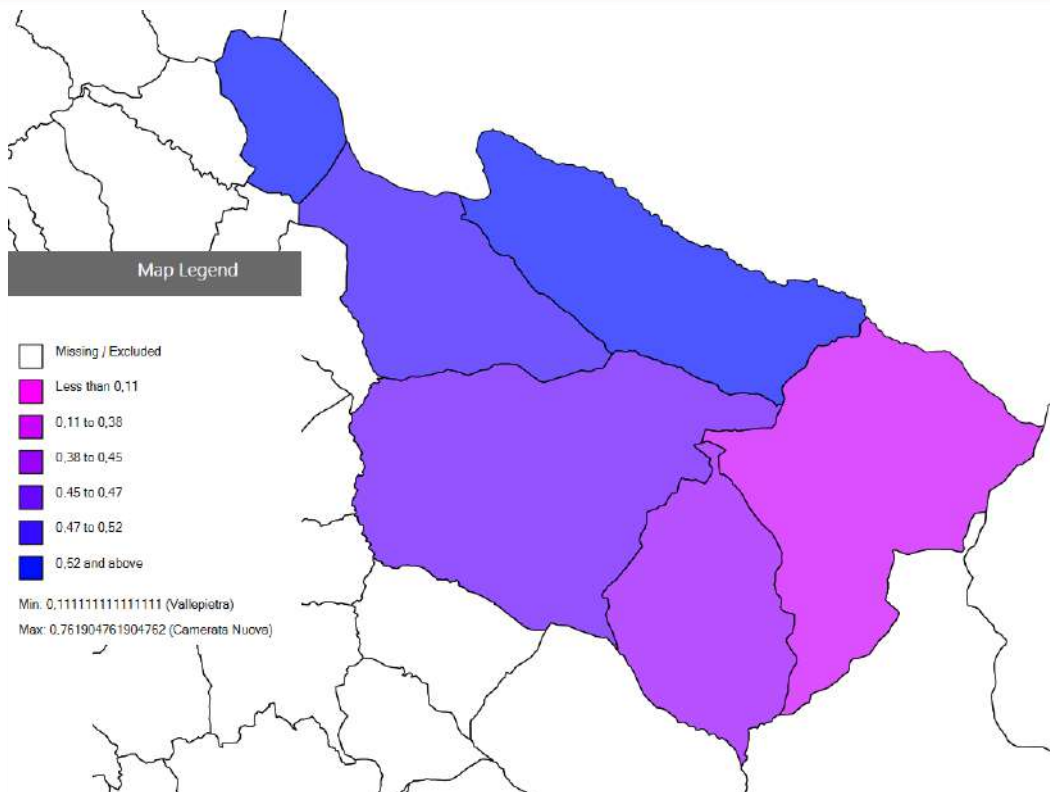 Map Legend
Missing / Excluded
Less than 0,11
0,11 to 0,38
0,38 to 0,45
0,45 to 0,47
0,47 to 0,52
0,52 and above
Min: 0,111111111111111 (Vallepietra)
Max: 0,761904761904762 (Camerata Nuova)